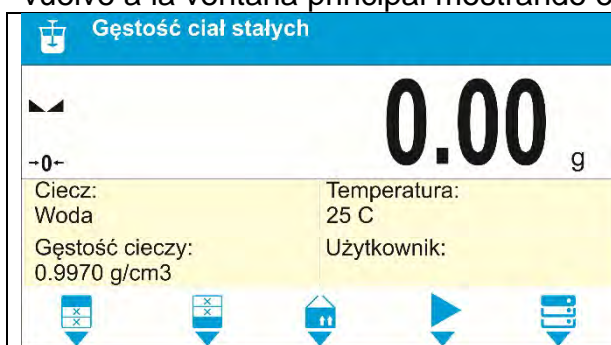 Vuelve a la ventana principal mostrando
Gęstość ciał stałych
0.00 g
→0←
Ciecz:
Temperatura:
Woda
25 C
Gęstość cieczy:
Użytkownik:
0.9970 g/cm3